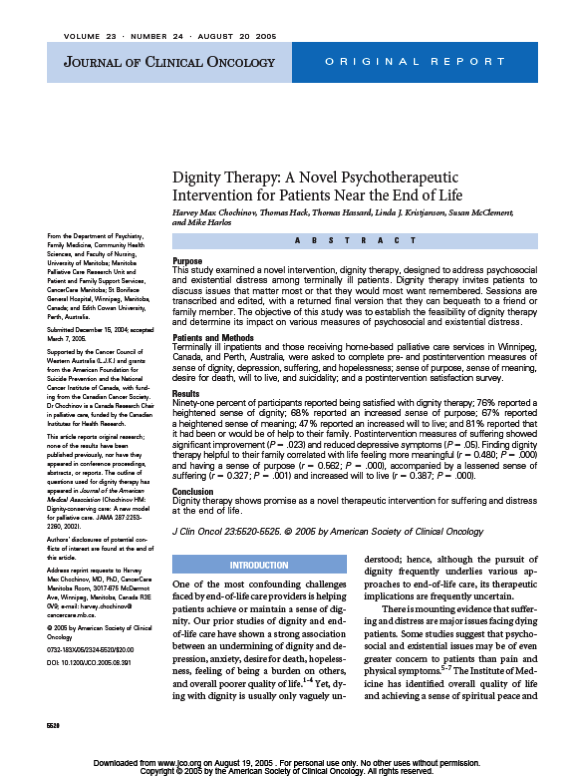 VOLUME 23 · NUMBER 24 · AUGUST 20 2005
JOURNAL OF CLINICAL ONCOLOGY
ORIGINAL REPORT
Dignity Therapy: A Novel Psychotherapeutic
Intervention for Patients Near the End of Life
Harvey Max Chochinov, Thomas Hack, Thomas Hassard, Linda J. Kristjanson, Susan McClement,
and Mike Harlos
From the Department of Psychiatry,
Family Medicine, Community Health
Sciences, and Faculty of Nursing,
University of Manitoba; Manitoba
Palliative Care Research Unit and
Patient and Family Support Services,
CancerCare Manitoba; St Boniface
General Hospital, Winnipeg, Manitoba,
Canada; and Edith Cowan University,
Perth, Australia.
Submitted December 15, 2004; accepted
March 7, 2005.
Supported by the Cancer Council of
Western Australia (L.J.K.) and grants
from the American Foundation for
Suicide Prevention and the National
Cancer Institute of Canada, with fund-
ing from the Canadian Cancer Society.
Dr Chochinov is a Canada Research Chair
in palliative care, funded by the Canadian
Institutes for Health Research.
This article reports original research;
none of the results have been
published previously, nor have they
appeared in conference proceedings,
abstracts, or reports. The outline of
questions used for dignity therapy has
appeared in Journal of the American
Medical Association (Chochinov HM:
Dignity-conserving care: A new model
for palliative care. JAMA 287:2253-
2260, 2002).
Authors' disclosures of potential con-
flicts of interest are found at the end of
this article.
Address reprint requests to Harvey
Max Chochinov, MD, PhD, CancerCare
Manitoba Room, 3017-675 McDermot
Ave, Winnipeg, Manitoba, Canada R3E
0V9; e-mail: harvey.chochinov@
cancercare.mb.ca.
© 2005 by American Society of Clinical
Oncology
0732-183X/05/2324-5520/$20.00
DOI: 10.1200/JCO.2005.08.391
ABSTRACT
Purpose
This study examined a novel intervention, dignity therapy, designed to address psychosocial
and existential distress among terminally ill patients. Dignity therapy invites patients to
discuss issues that matter most or that they would most want remembered. Sessions are
transcribed and edited, with a returned final version that they can bequeath to a friend or
family member. The objective of this study was to establish the feasibility of dignity therapy
and determine its impact on various measures of psychosocial and existential distress.
Patients and Methods
Terminally ill inpatients and those receiving home-based palliative care services in Winnipeg,
Canada, and Perth, Australia, were asked to complete pre- and postintervention measures of
sense of dignity, depression, suffering, and hopelessness; sense of purpose, sense of meaning,
desire for death, will to live, and suicidality; and a postintervention satisfaction survey.
Results
Ninety-one percent of participants reported being satisfied with dignity therapy; 76% reported a
heightened sense of dignity; 68% reported an increased sense of purpose; 67% reported
a heightened sense of meaning; 47% reported an increased will to live; and 81% reported that
it had been or would be of help to their family. Postintervention measures of suffering showed
significant improvement (P = .023) and reduced depressive symptoms (P = .05). Finding dignity
therapy helpful to their family correlated with life feeling more meaningful (r = 0.480; P = .000)
and having a sense of purpose (r = 0.562; P = .000), accompanied by a lessened sense of
suffering (r = 0.327; P = .001) and increased will to live (r = 0.387; P = .000).
Conclusion
Dignity therapy shows promise as a novel therapeutic intervention for suffering and distress
at the end of life.
J Clin Oncol 23:5520-5525. © 2005 by American Society of Clinical Oncology
INTRODUCTION
One of the most confounding challenges
faced by end-of-life care providers is helping
patients achieve or maintain a sense of dig-
nity. Our prior studies of dignity and end-
of-life care have shown a strong association
between an undermining of dignity and de-
pression, anxiety, desire for death, hopeless-
ness, feeling of being a burden on others,
and overall poorer quality of life.1-4 Yet, dy-
ing with dignity is usually only vaguely un-
derstood; hence, although the pursuit of
dignity frequently underlies various ap-
proaches to end-of-life care, its therapeutic
implications are frequently uncertain.
There is mounting evidence that suffer-
ing and distress are major issues facing dying
patients. Some studies suggest that psycho-
social and existential issues may be of even
greater concern to patients than pain and
physical symptoms.5-7 The Institute of Med-
icine has identified overall quality of life
and achieving a sense of spiritual peace and
5520
Downloaded from www.jco.org on August 19, 2005 . For personal use only. No other uses without permission.
Copyright © 2005 by the American Society of Clinical Oncology. All rights reserved.